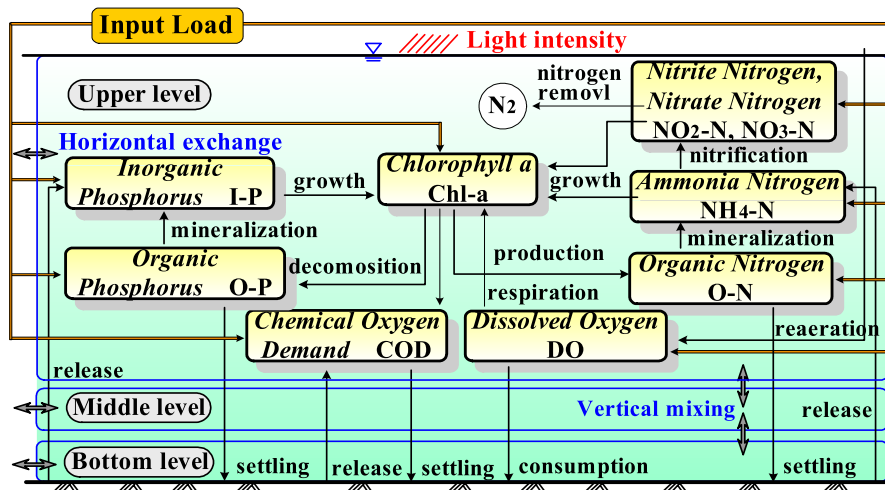 Input Load
Light intensity
Upper level
nitrogen
removl
N2
Nitrite Nitrogen,
Nitrate Nitrogen
NO2-N, NO3-N
Horizontal exchange
nitrification
Inorganic
Phosphorus I-P
growth
Chlorophyll a
Chl-a
growth
Ammonia Nitrogen
NH4-N
mineralization
mineralization
Organic
Phosphorus O-P
decomosition
production
respiration
Organic Nitrogen
O-N
Chemical Oxygen
Demand COD
Dissolved Oxygen
DO
reaeration
release
Middle level
Vertical mixing
release
Bottom level
settling
release
settling
consumption
settling